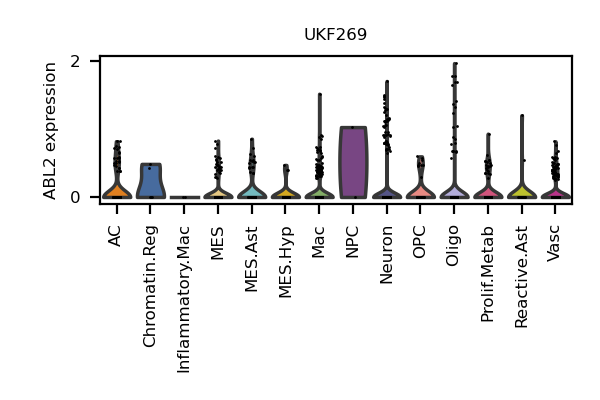 UKF269
ABL2 expression
2
0
AC
Chromatin.Reg
Inflammatory.Mac
MES
MES.Ast
MES.Hyp
Mac
NPC
Neuron
OPC
Oligo
Prolif.Metab
Reactive.Ast
Vasc